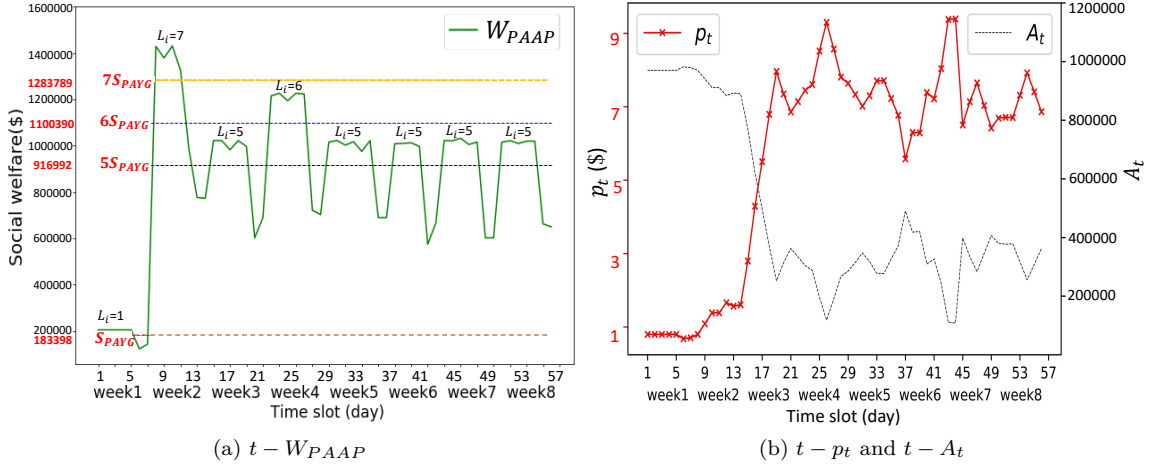 W_PAAP
Social welfare($)
1600000
1400000
1283789
1200000
1100390
1000000
916992
800000
600000
400000
200000
183398
L_i=7
7S_PAYG
L_i=6
6S_PAYG
L_i=5 L_i=5 L_i=5 L_i=5 L_i=5
5S_PAYG
L_i=1
S_PAYG
1 5 9 13 17 21 25 29 33 37 41 45 49 53 57
week1 week2 week3 week4 week5 week6 week7 week8
Time slot (day)
(a) t − W_PAAP
p_t
A_t
p_t ($)
9
7
5
3
1
1200000
1000000
800000
600000
400000
200000
A_t
1 5 9 13 17 21 25 29 33 37 41 45 49 53 57
week1 week2 week3 week4 week5 week6 week7 week8
Time slot (day)
(b) t − p_t and t − A_t